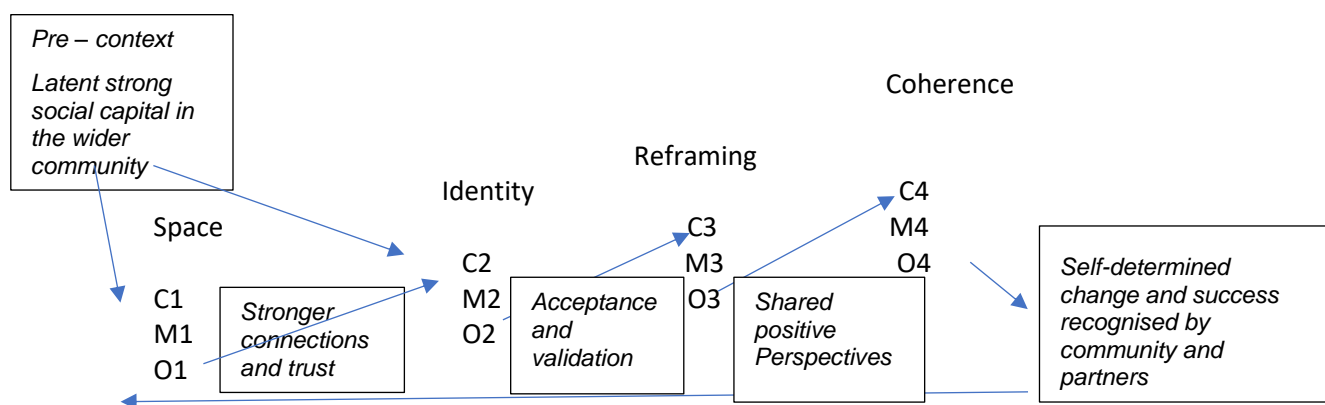 Pre – context
Latent strong
social capital in
the wider
community
Space
C1
M1
O1
Stronger
connections
and trust
Identity
C2
M2
O2
Acceptance
and
validation
Reframing
C3
M3
O3
Shared
positive
Perspectives
Coherence
C4
M4
O4
Self-determined
change and success
recognised by
community and
partners